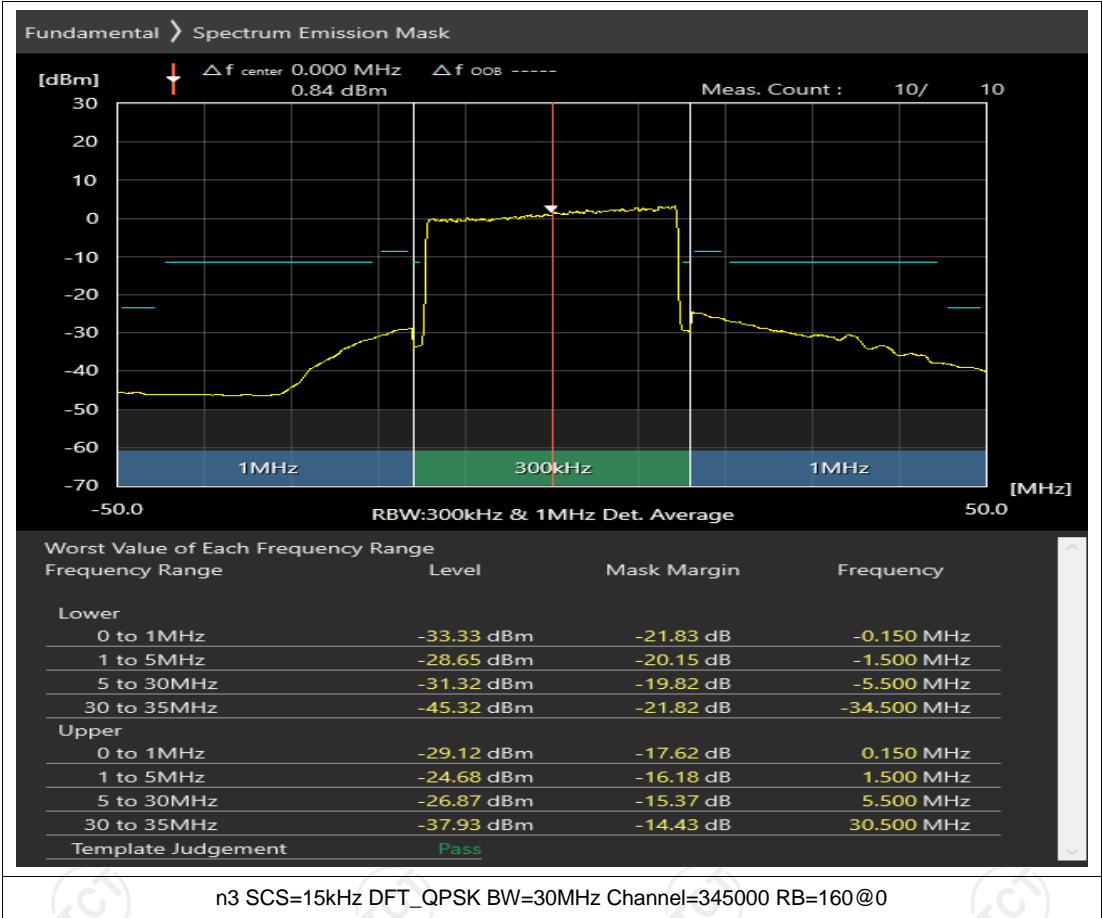 Fundamental ❯ Spectrum Emission Mask
[dBm] △f center 0.000 MHz △f OOB -----
0.84 dBm Meas. Count : 10/ 10
30
20
10
0
-10
-20
-30
-40
-50
-60
1MHz 300kHz 1MHz
-70
[MHz]
-50.0 RBW:300kHz & 1MHz Det. Average 50.0
Worst Value of Each Frequency Range
Frequency Range Level Mask Margin Frequency
Lower
0 to 1MHz -33.33 dBm -21.83 dB -0.150 MHz
1 to 5MHz -28.65 dBm -20.15 dB -1.500 MHz
5 to 30MHz -31.32 dBm -19.82 dB -5.500 MHz
30 to 35MHz -45.32 dBm -21.82 dB -34.500 MHz
Upper
0 to 1MHz -29.12 dBm -17.62 dB 0.150 MHz
1 to 5MHz -24.68 dBm -16.18 dB 1.500 MHz
5 to 30MHz -26.87 dBm -15.37 dB 5.500 MHz
30 to 35MHz -37.93 dBm -14.43 dB 30.500 MHz
Template Judgement Pass
n3 SCS=15kHz DFT_QPSK BW=30MHz Channel=345000 RB=160@0
TCT TCT TCT TCT